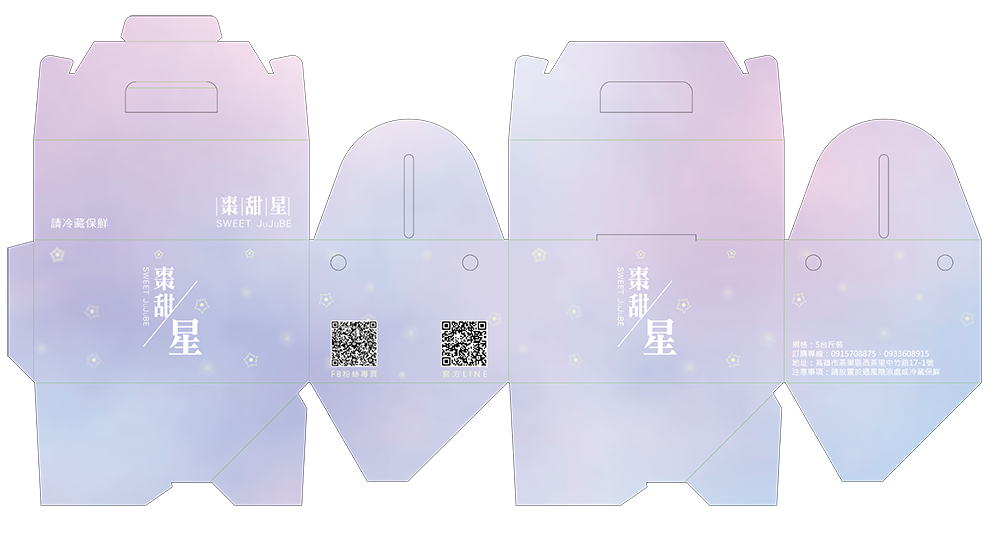 請冷藏保鮮
棗甜星
SWEET JuJuBE
棗甜星
SWEET JuJuBE
FB粉絲專頁
官方LINE
棗甜星
SWEET JuJuBE
規格：5台斤裝
訂購專線：0915708875、0933608915
地址：高雄市燕巢區西燕里中竹路17-1號
注意事項：請放置於通風陰涼處或冷藏保鮮